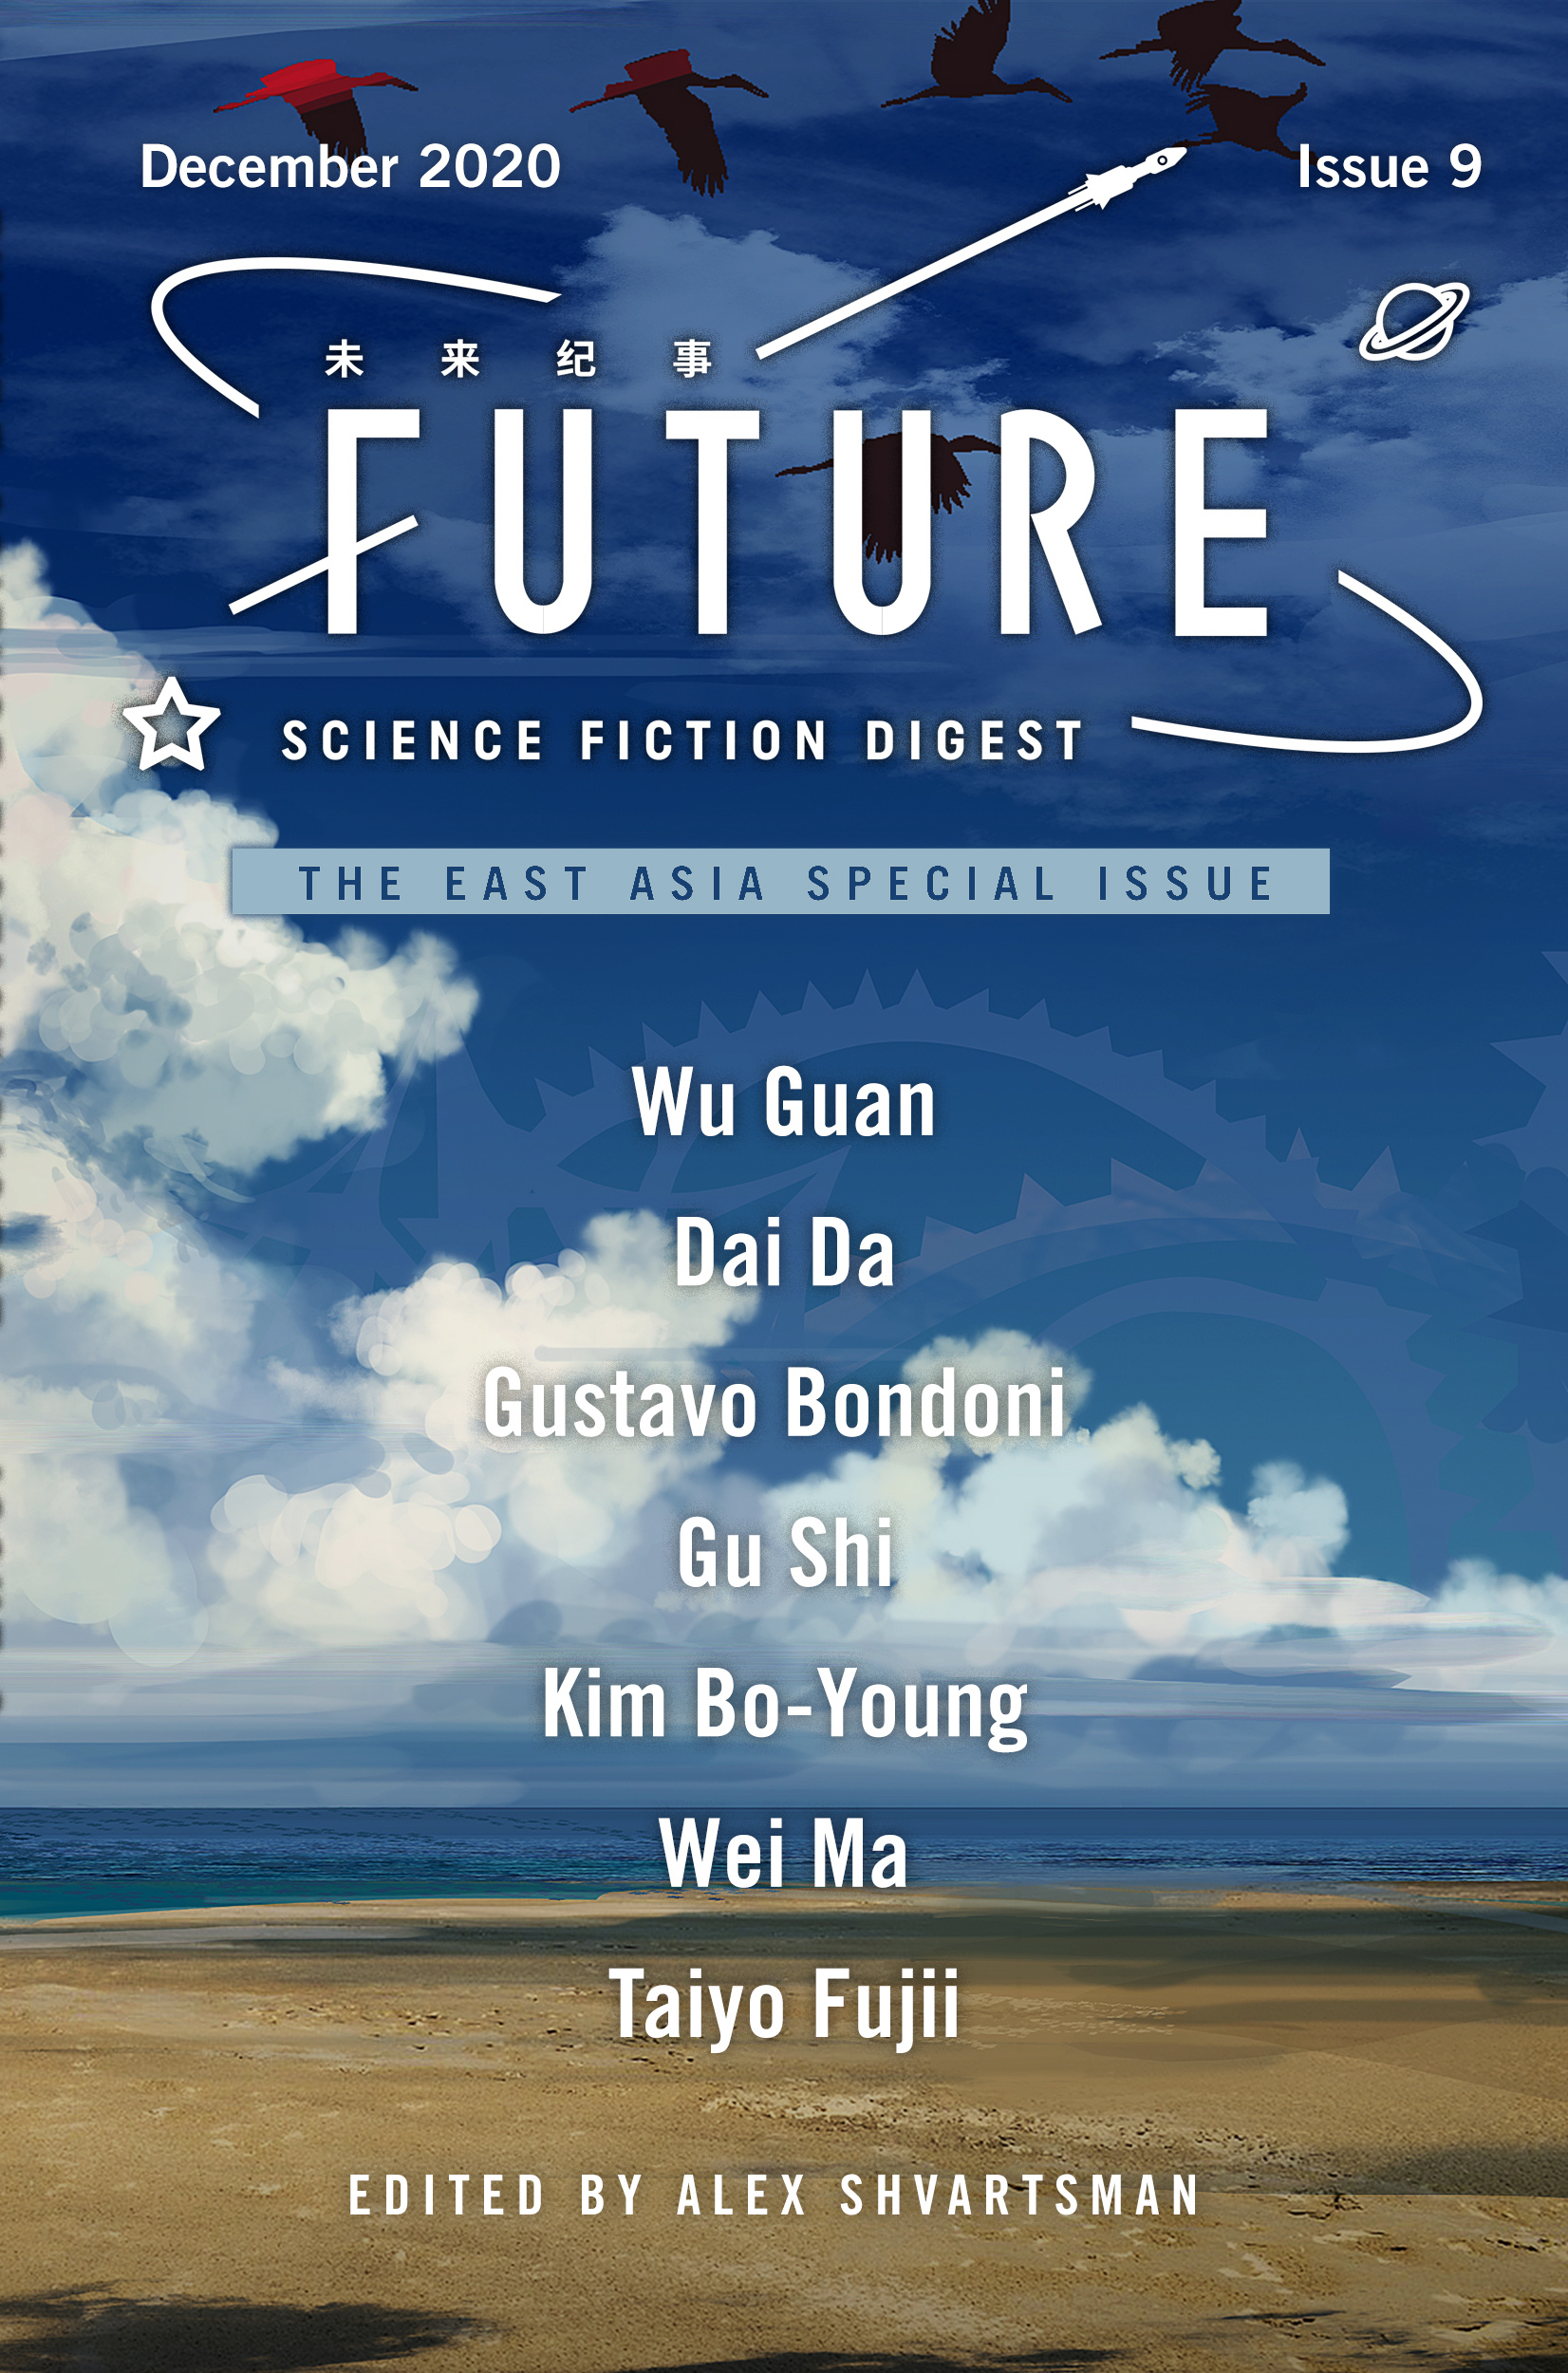 December 2020
Issue 9
未来纪事
FUTURE
SCIENCE FICTION DIGEST
THE EAST ASIA SPECIAL ISSUE
Wu Guan
Dai Da
Gustavo Bondoni
Gu Shi
Kim Bo-Young
Wei Ma
Taiyo Fujii
EDITED BY ALEX SHVARTSMAN